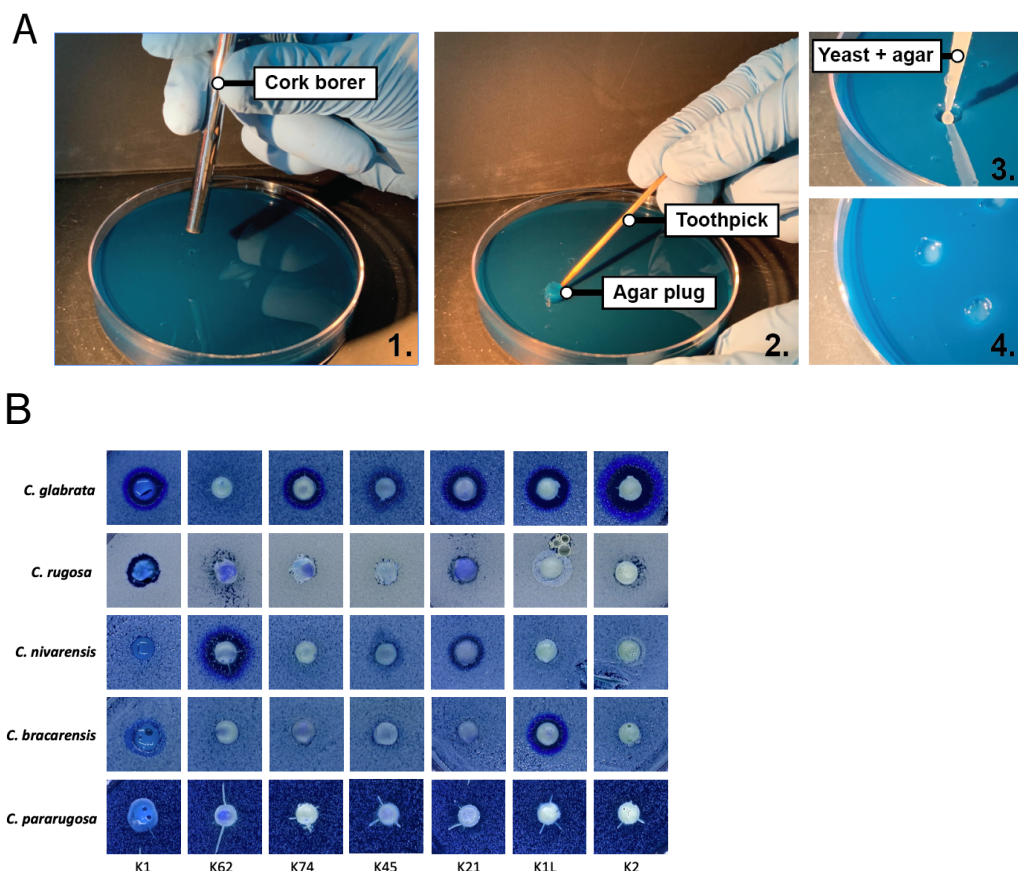 A
Cork borer
1.
Toothpick
Agar plug
2.
Yeast + agar
3.
4.
B
C. glabrata
C. rugosa
C. nivarensis
C. bracarensis
C. pararugosa
K1 K62 K74 K45 K21 K1L K2